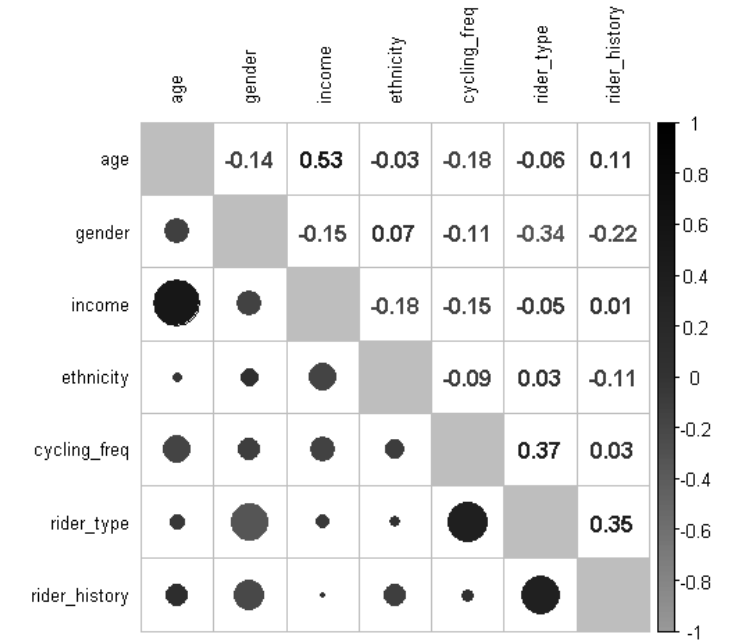 age gender income ethnicity cycling_freq rider_type rider_history
age -0.14 0.53 -0.03 -0.18 -0.06 0.11
gender -0.15 0.07 -0.11 -0.34 -0.22
income -0.18 -0.15 -0.05 0.01
ethnicity -0.09 0.03 -0.11
cycling_freq 0.37 0.03
rider_type 0.35
rider_history
1
0.8
0.6
0.4
0.2
0
-0.2
-0.4
-0.6
-0.8
-1